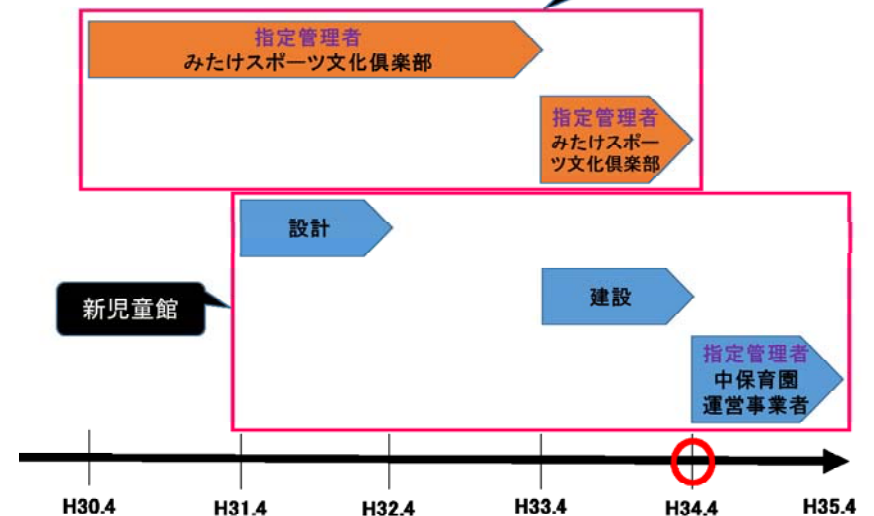 指定管理者
みたけスポーツ文化倶楽部
指定管理者
みたけスポー
ツ文化倶楽部
設計
新児童館
建設
指定管理者
中保育園
運営事業者
H30.4
H31.4
H32.4
H33.4
H34.4
H35.4